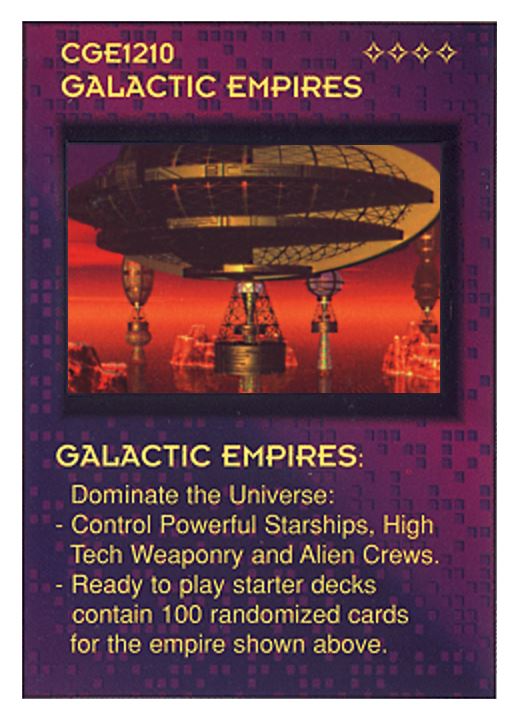 CGE1210
GALACTIC EMPIRES
GALACTIC EMPIRES:
Dominate the Universe:
- Control Powerful Starships, High
Tech Weaponry and Alien Crews.
- Ready to play starter decks
contain 100 randomized cards
for the empire shown above.